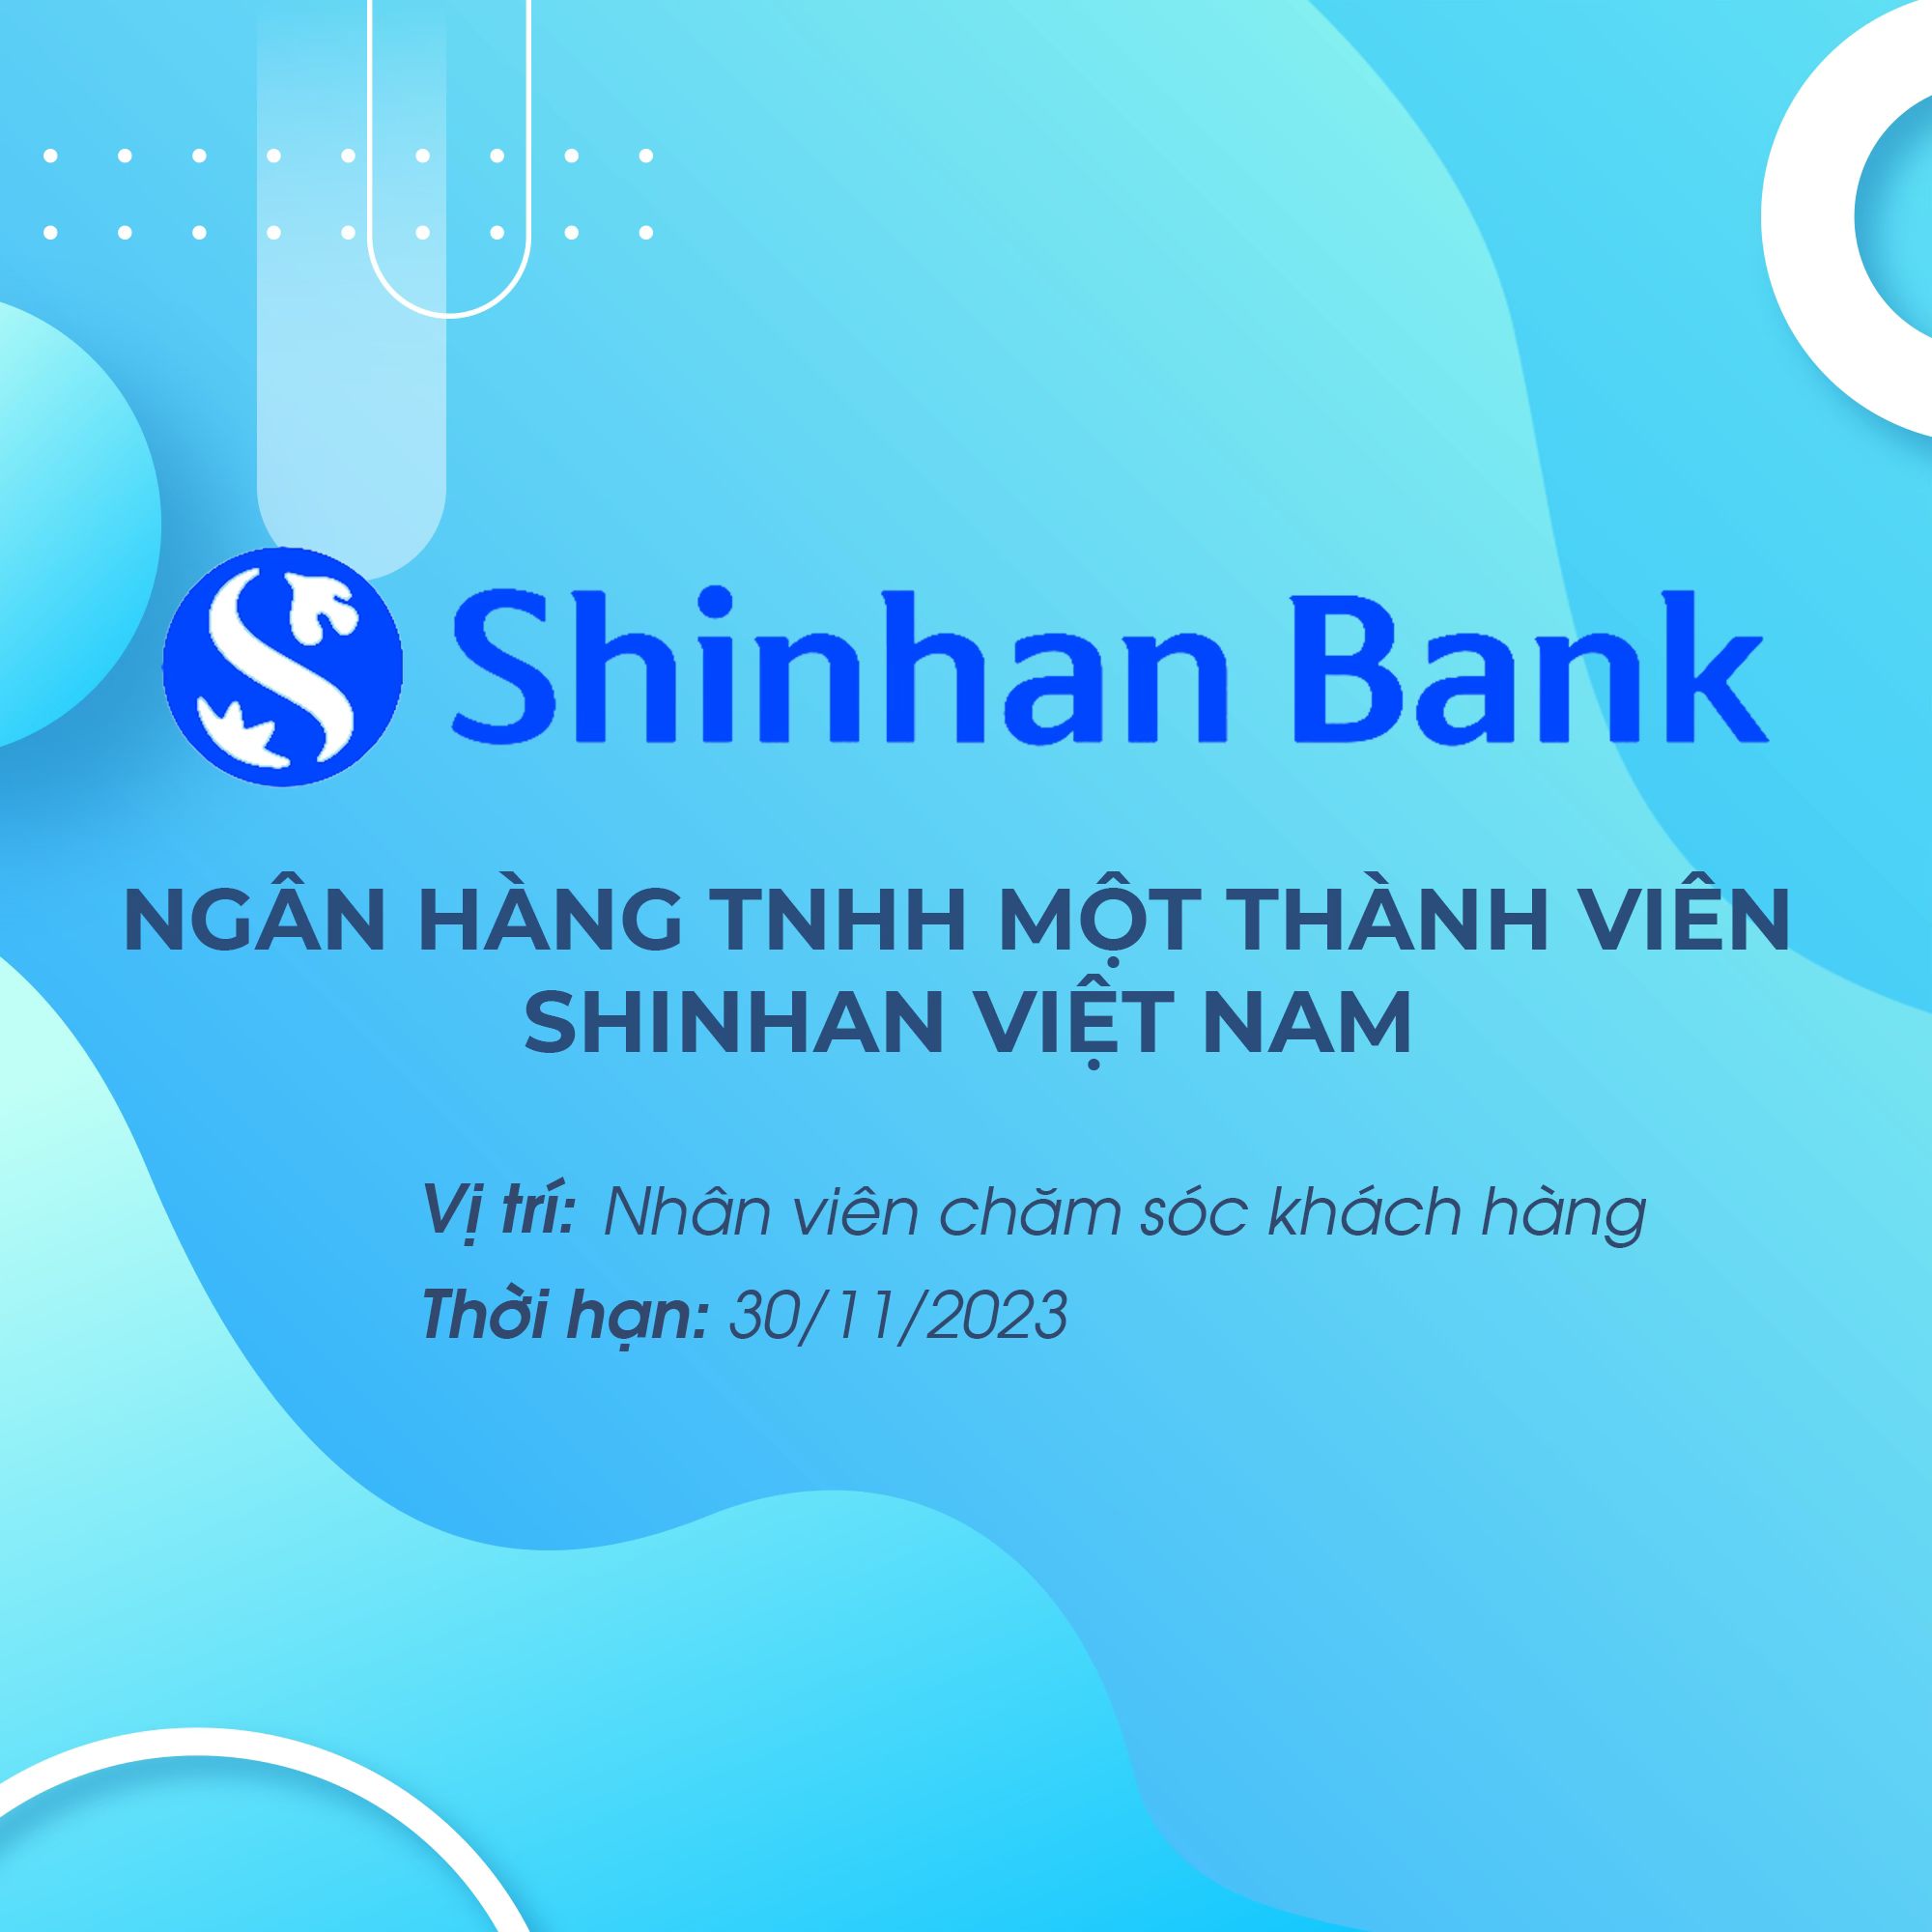 Shinhan Bank
NGÂN HÀNG TNHH MỘT THÀNH VIÊN
SHINHAN VIỆT NAM
Vị trí: Nhân viên chăm sóc khách hàng
Thời hạn: 30/11/2023